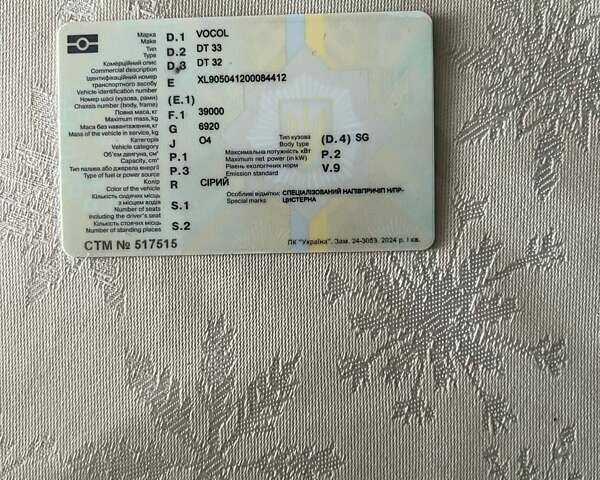 Марка D.1 VOCOL
Make
Тип D.2 DT 33
Type
Комерційний опис D.3 DT 32
Commercial description
Ідентифікаційний номер
транспортного засобу E XL905041200084412
Vehicle identification number
Номер шасі (кузова, рами) (E.1)
Chassis number (body, frame)
Повна маса, кг F.1 39000
Maximum mass, kg
Маса без навантаження, кг G 6920
Mass of the vehicle in service, kg
Категорія J O4 Тип кузова (D.4) SG
Vehicle category Body type
Об'єм двигуна, см³ P.1 Максимальна потужність кВт P.2
Capacity, cm³ Maximum net power (in kW)
Тип палива або джерела енергії P.3 Рівень екологічних норм V.9
Type of fuel or power source Emission standard
Колір R СІРИЙ
Color of the vehicle
Особливі відмітки: СПЕЦІАЛІЗОВАНИЙ НАПІВПРИЧІП Н/ПР-
Special marks ЦИСТЕРНА
Кількість сидячих місць
з місцем водія S.1
Number of seats
including the driver's seat
Кількість стоячих місць S.2
Number of standing places
СТМ № 517515
ПК "Україна". Зам. 24-3053. 2024 р. I кв.